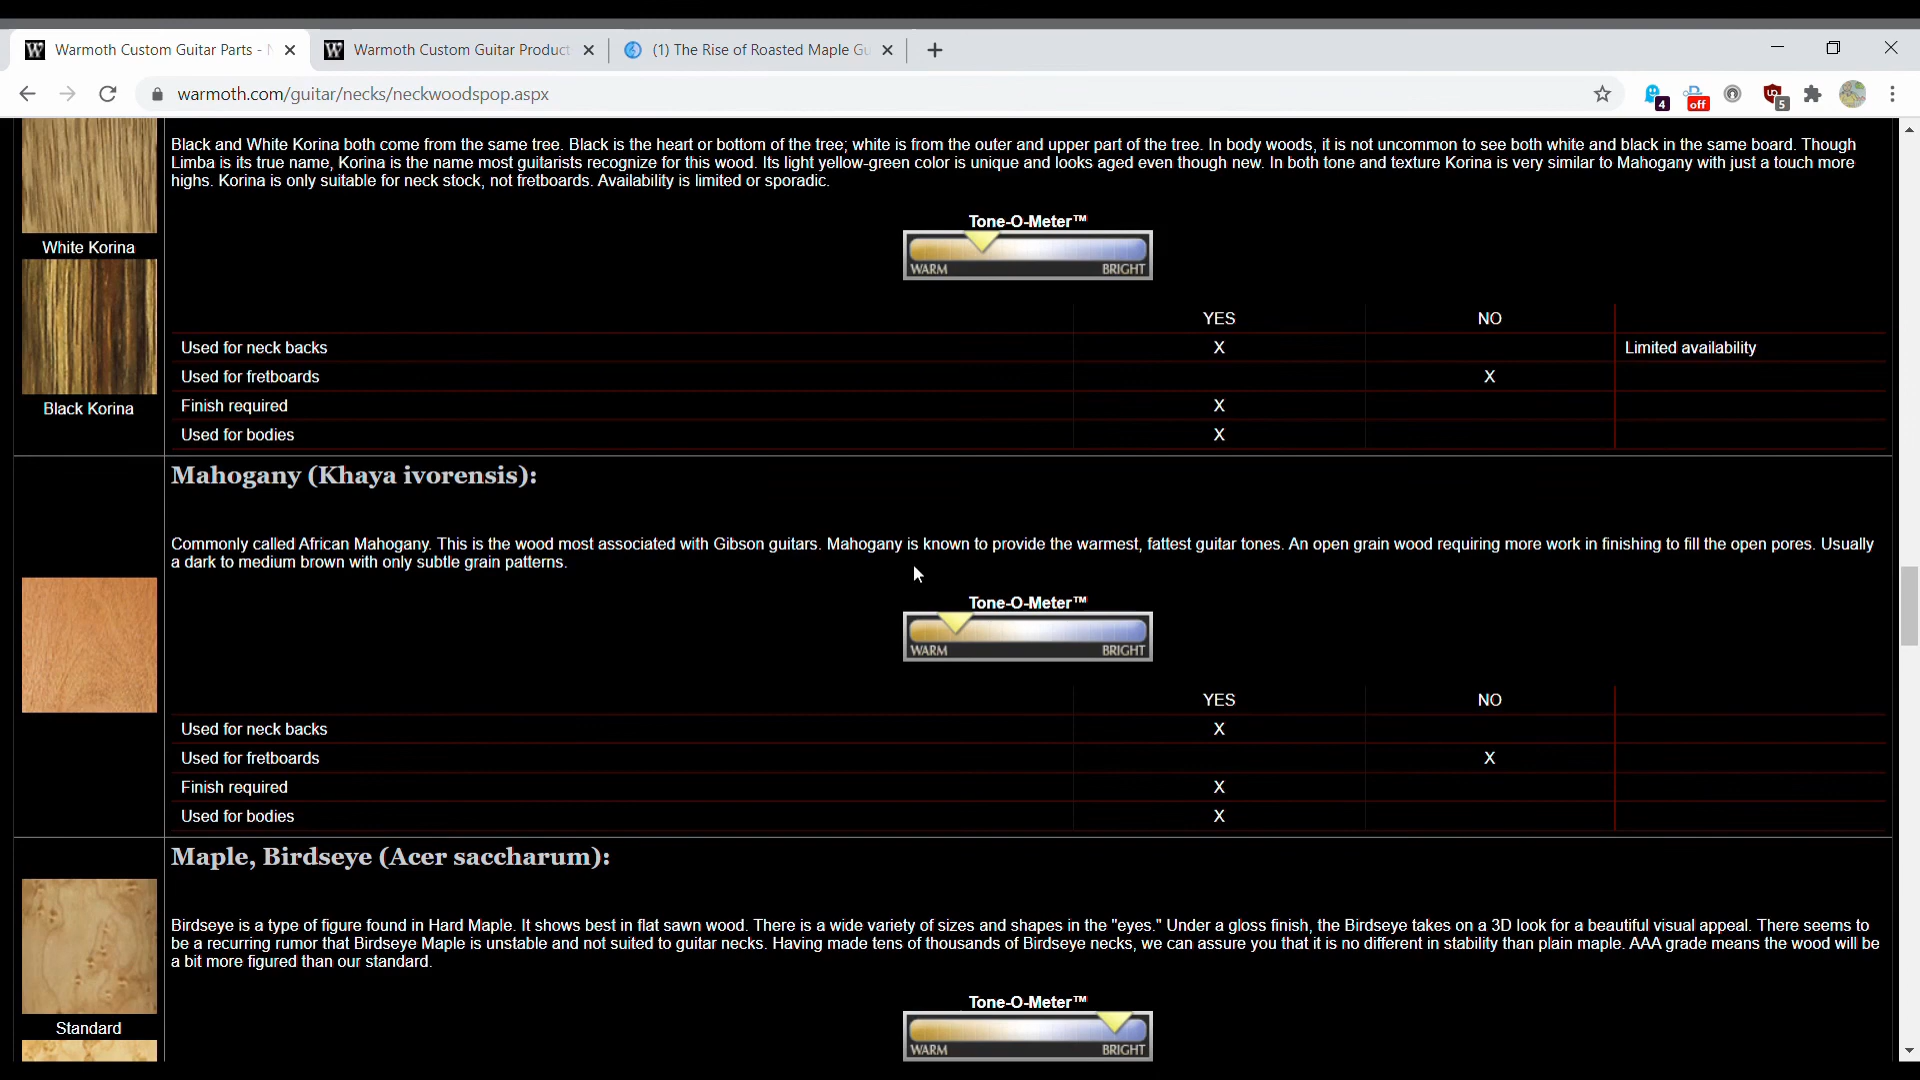 Warmoth Custom Guitar Parts - N
Warmoth Custom Guitar Product
(1) The Rise of Roasted Maple Gu
warmoth.com/guitar/necks/neckwoodspop.aspx
4
off
5
Black and White Korina both come from the same tree. Black is the heart or bottom of the tree; white is from the outer and upper part of the tree. In body woods, it is not uncommon to see both white and black in the same board. Though
Limba is its true name, Korina is the name most guitarists recognize for this wood. Its light yellow-green color is unique and looks aged even though new. In both tone and texture Korina is very similar to Mahogany with just a touch more
highs. Korina is only suitable for neck stock, not fretboards. Availability is limited or sporadic.
White Korina
Black Korina
Tone-O-Meter™
WARM BRIGHT
YES NO
Used for neck backs X Limited availability
Used for fretboards X
Finish required X
Used for bodies X
Mahogany (Khaya ivorensis):
Commonly called African Mahogany. This is the wood most associated with Gibson guitars. Mahogany is known to provide the warmest, fattest guitar tones. An open grain wood requiring more work in finishing to fill the open pores. Usually
a dark to medium brown with only subtle grain patterns.
Tone-O-Meter™
WARM BRIGHT
YES NO
Used for neck backs X
Used for fretboards X
Finish required X
Used for bodies X
Maple, Birdseye (Acer saccharum):
Birdseye is a type of figure found in Hard Maple. It shows best in flat sawn wood. There is a wide variety of sizes and shapes in the "eyes." Under a gloss finish, the Birdseye takes on a 3D look for a beautiful visual appeal. There seems to
be a recurring rumor that Birdseye Maple is unstable and not suited to guitar necks. Having made tens of thousands of Birdseye necks, we can assure you that it is no different in stability than plain maple. AAA grade means the wood will be
a bit more figured than our standard.
Standard
Tone-O-Meter™
WARM BRIGHT